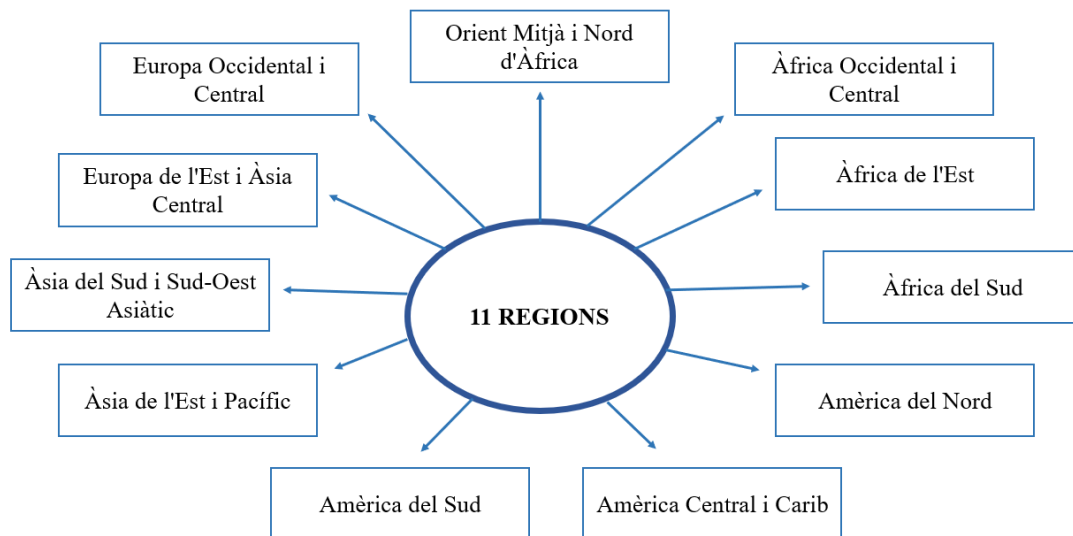 Orient Mitjà i Nord
d'Àfrica
Europa Occidental i
Central
Àfrica Occidental i
Central
Europa de l'Est i Àsia
Central
Àfrica de l'Est
Àsia del Sud i Sud-Oest
Asiàtic
Àfrica del Sud
11 REGIONS
Àsia de l'Est i Pacífic
Amèrica del Nord
Amèrica del Sud
Amèrica Central i Carib